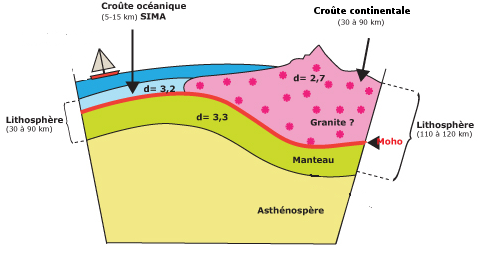 Croûte océanique
(5-15 km) SIMA
Croûte continentale
(30 à 90 km)
d= 2,7
d= 3,2
d= 3,3
Granite ?
Lithosphère
(30 à 90 km)
Lithosphère
(110 à 120 km)
Moho
Manteau
Asthénospère